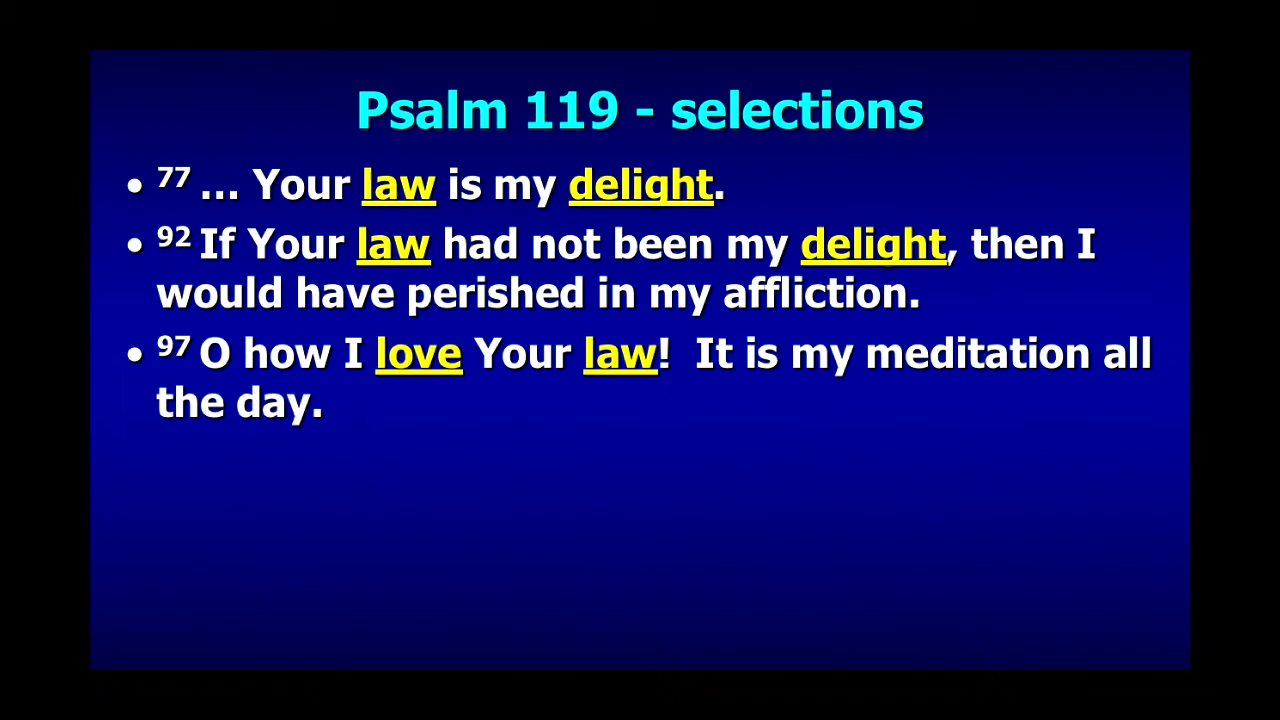 Psalm 119 - selections
• 77 ... Your law is my delight.
• 92 If Your law had not been my delight, then I
would have perished in my affliction.
• 97 O how I love Your law!  It is my meditation all
the day.